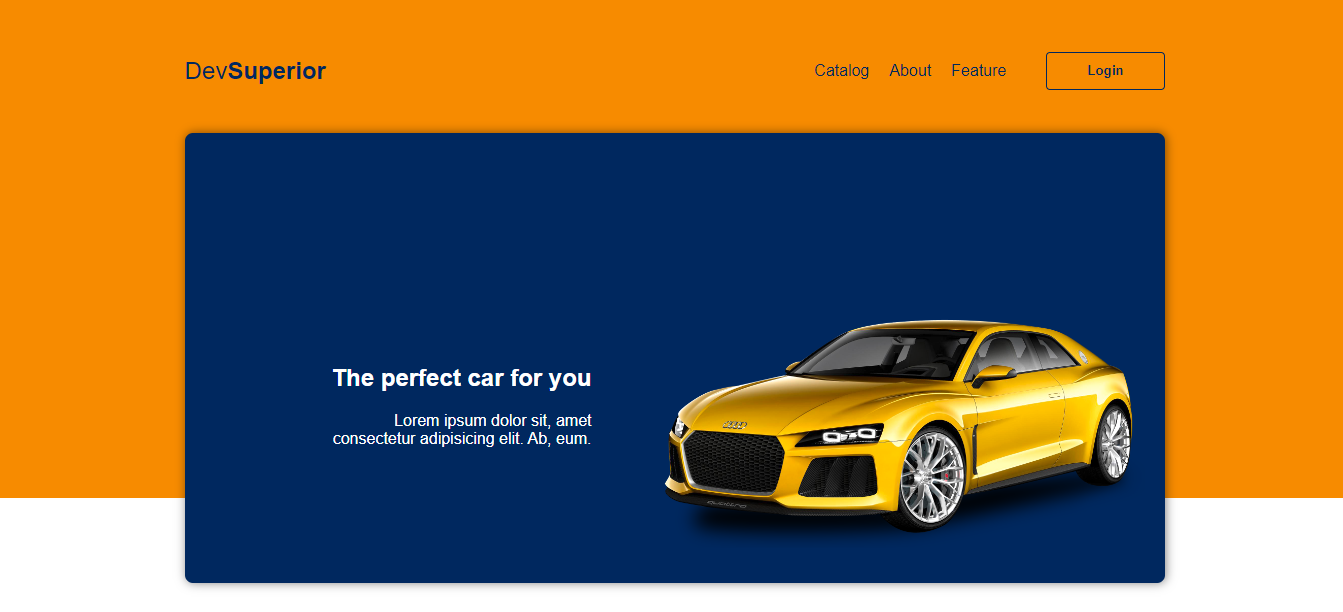 DevSuperior
Catalog About Feature Login
The perfect car for you
Lorem ipsum dolor sit, amet
consectetur adipisicing elit. Ab, eum.